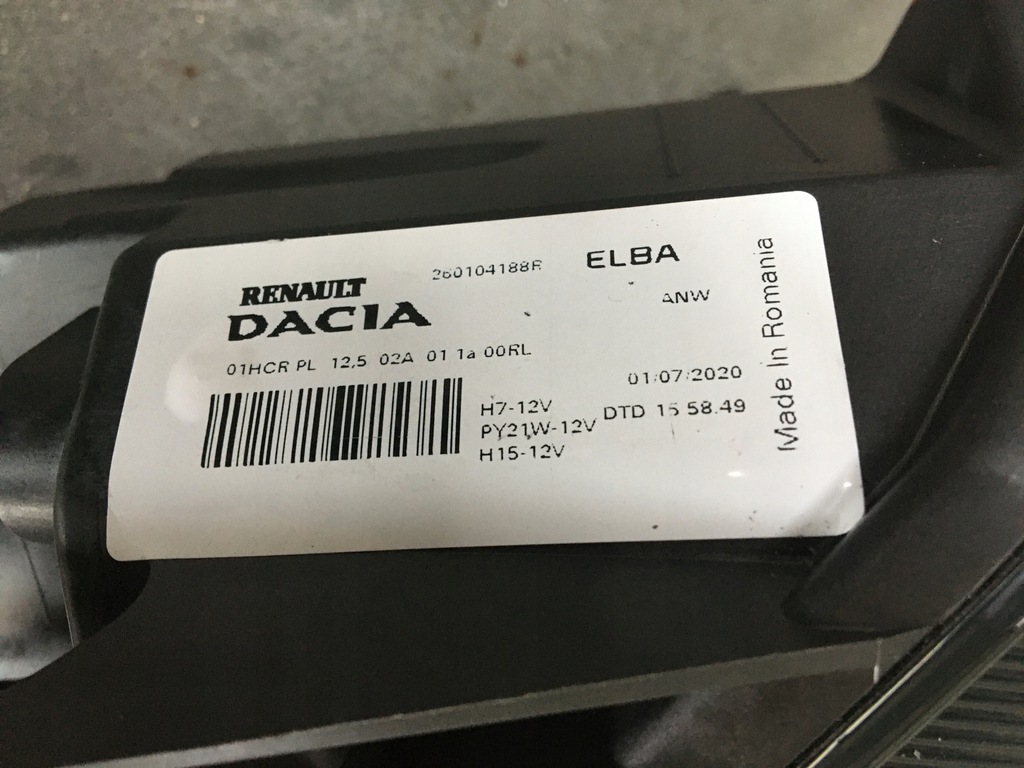 260104188R
ELBA
RENAULT
DACIA
ANW
01HCR PL 12,5 02A 01 1a 00RL
01/07/2020
H7-12V
DTD 15 58.49
PY21W-12V
H15-12V
Made In Romania